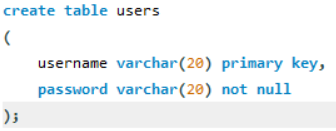 create table users
(
    username varchar(20) primary key,
    password varchar(20) not null
);